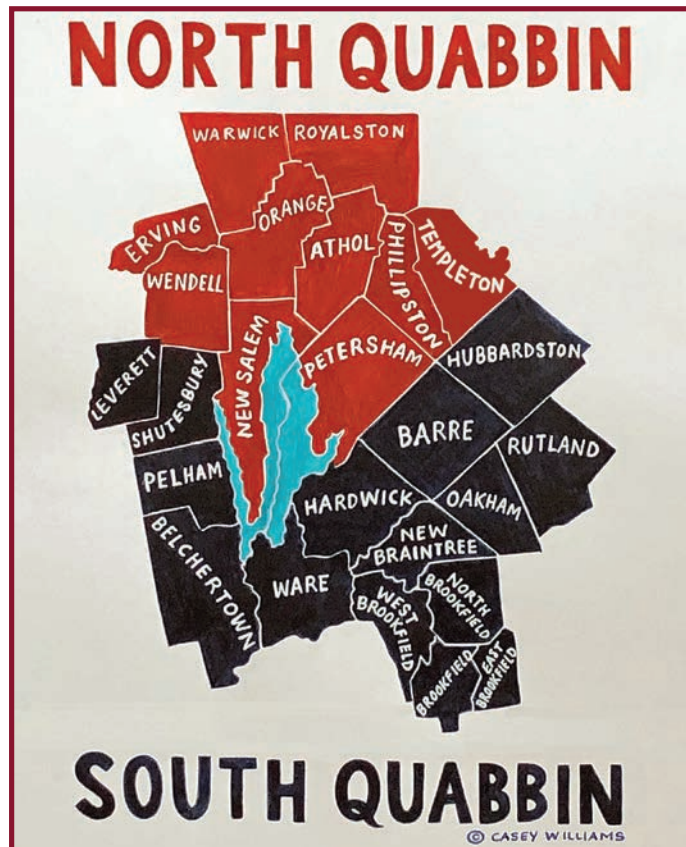 NORTH QUABBIN
WARWICK
ROYALSTON
ORANGE
ERVING
ATHOL
PHILLIPSTON
TEMPLETON
WENDELL
NEW SALEM
PETERSHAM
HUBBARDSTON
LEVERETT
SHUTESBURY
BARRE
RUTLAND
PELHAM
HARDWICK
OAKHAM
NEW
BRAINTREE
BELCHERTOWN
WARE
WEST
BROOKFIELD
NORTH
BROOKFIELD
BROOKFIELD
EAST
BROOKFIELD
SOUTH QUABBIN
© CASEY WILLIAMS